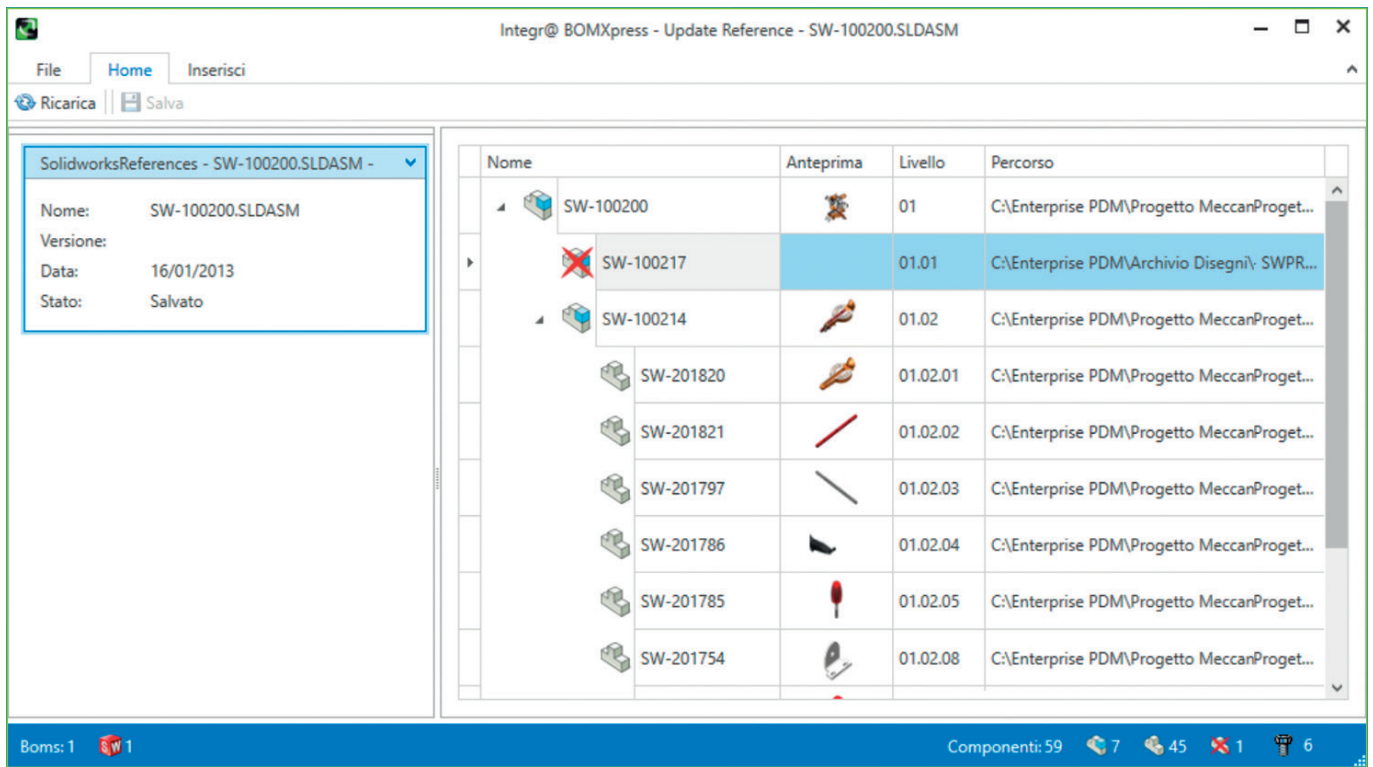 Integr@ BOMXpress - Update Reference - SW-100200.SLDASM
File Home Inserisci
Ricarica Salva
SolidworksReferences - SW-100200.SLDASM -
Nome: SW-100200.SLDASM
Versione:
Data: 16/01/2013
Stato: Salvato
Nome Anteprima Livello Percorso
SW-100200 01 C:\Enterprise PDM\Progetto MeccanProget...
SW-100217 01.01 C:\Enterprise PDM\Archivio Disegni\- SWPR...
SW-100214 01.02 C:\Enterprise PDM\Progetto MeccanProget...
SW-201820 01.02.01 C:\Enterprise PDM\Progetto MeccanProget...
SW-201821 01.02.02 C:\Enterprise PDM\Progetto MeccanProget...
SW-201797 01.02.03 C:\Enterprise PDM\Progetto MeccanProget...
SW-201786 01.02.04 C:\Enterprise PDM\Progetto MeccanProget...
SW-201785 01.02.05 C:\Enterprise PDM\Progetto MeccanProget...
SW-201754 01.02.08 C:\Enterprise PDM\Progetto MeccanProget...
Boms: 1 SW 1 Componenti: 59 7 45 1 6